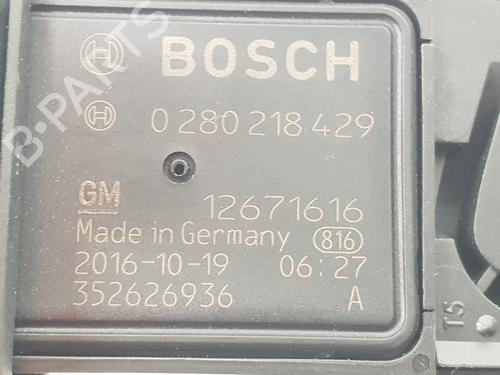 BOSCH
0 280 218 429
GM
12671616
Made in Germany 816
2016-10-19 06:27
352626936 A
T5
B-PARTS